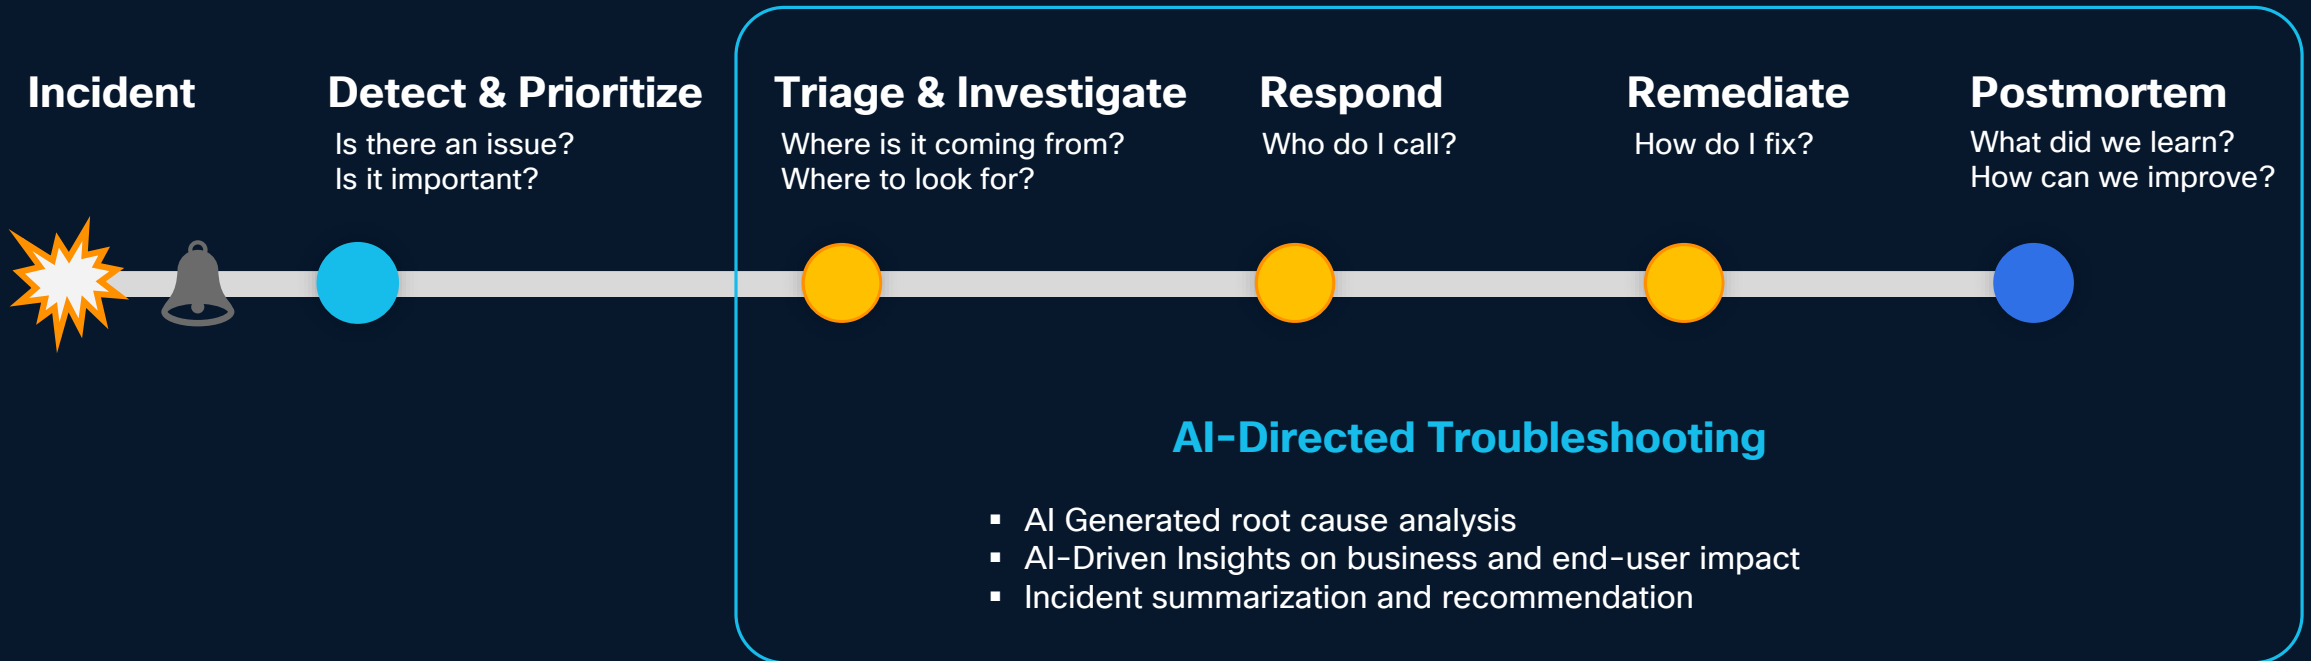 Incident
Detect & Prioritize
Is there an issue?
Is it important?
Triage & Investigate
Where is it coming from?
Where to look for?
Respond
Who do I call?
Remediate
How do I fix?
Postmortem
What did we learn?
How can we improve?
AI-Directed Troubleshooting
▪ AI Generated root cause analysis
▪ AI-Driven Insights on business and end-user impact
▪ Incident summarization and recommendation